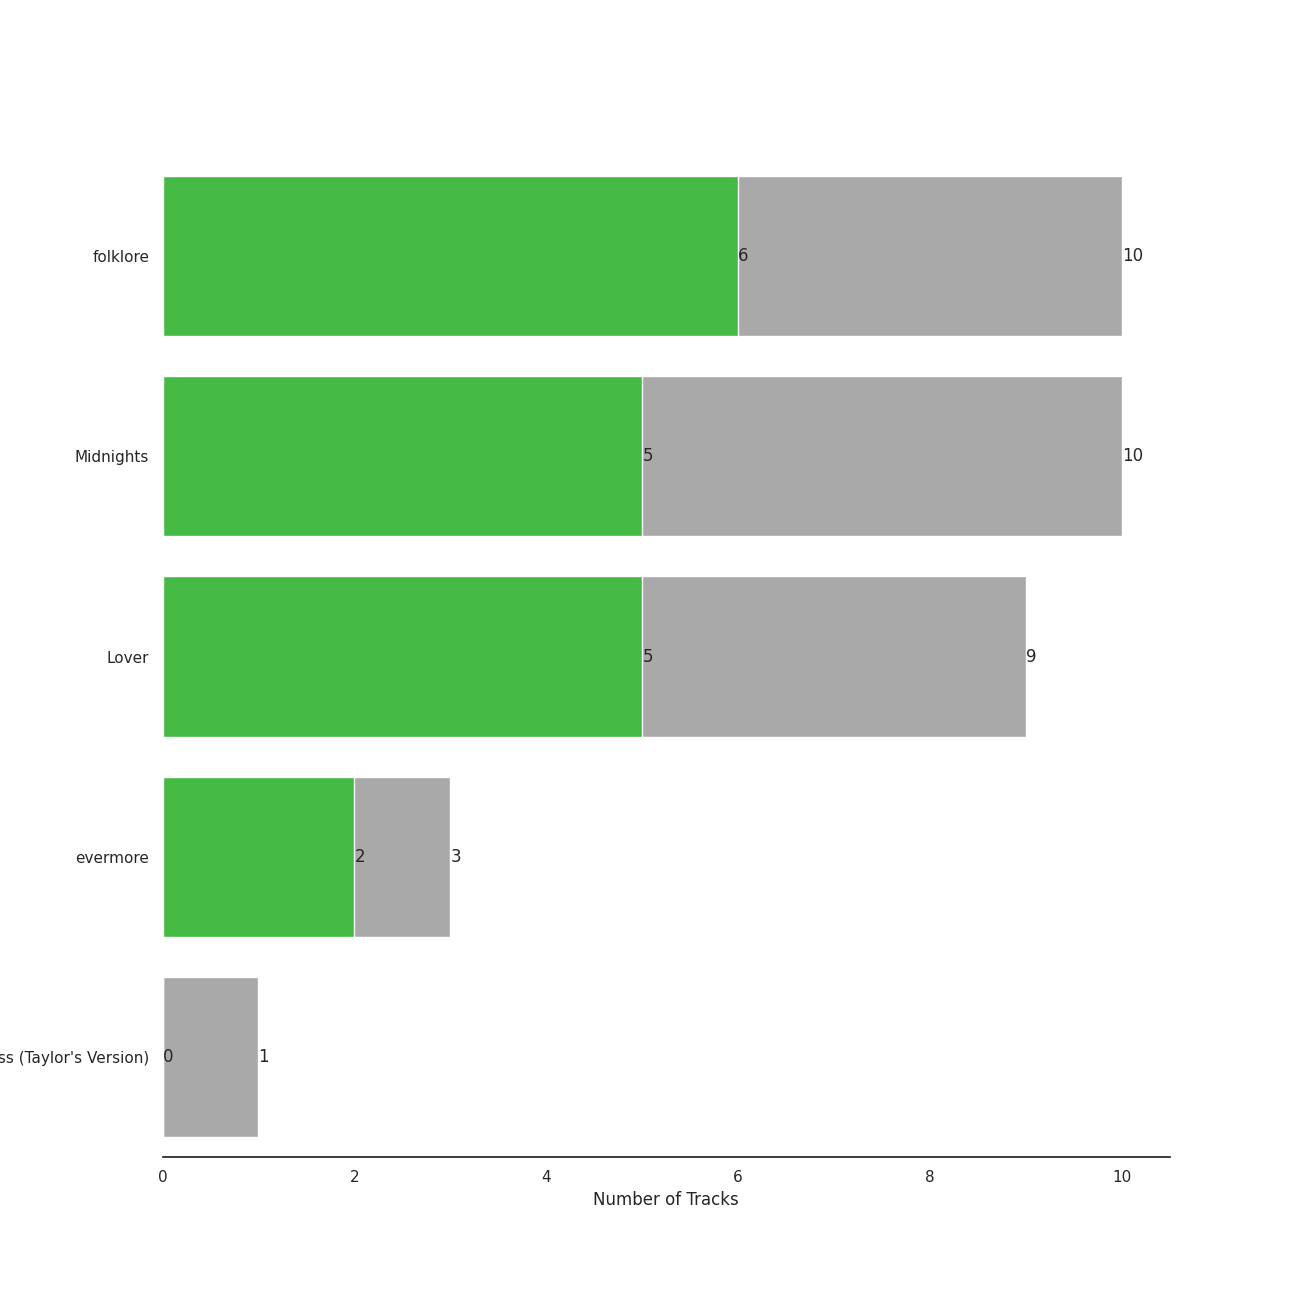 folklore 6 10
Midnights 5 10
Lover 5 9
evermore 2 3
(Taylor's Version) 0 1
0 2 4 6 8 10
Number of Tracks